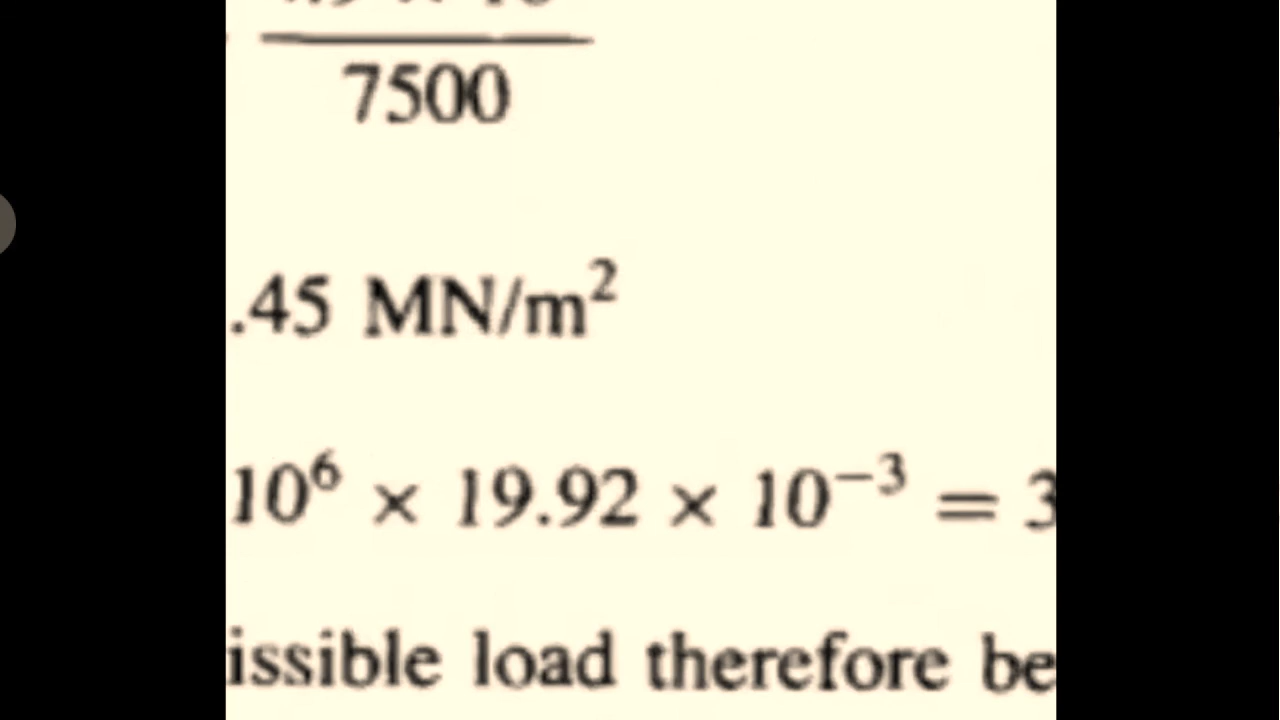 7500
.45 MN/m²
10⁶ × 19.92 × 10⁻³ = 3
issible load therefore be